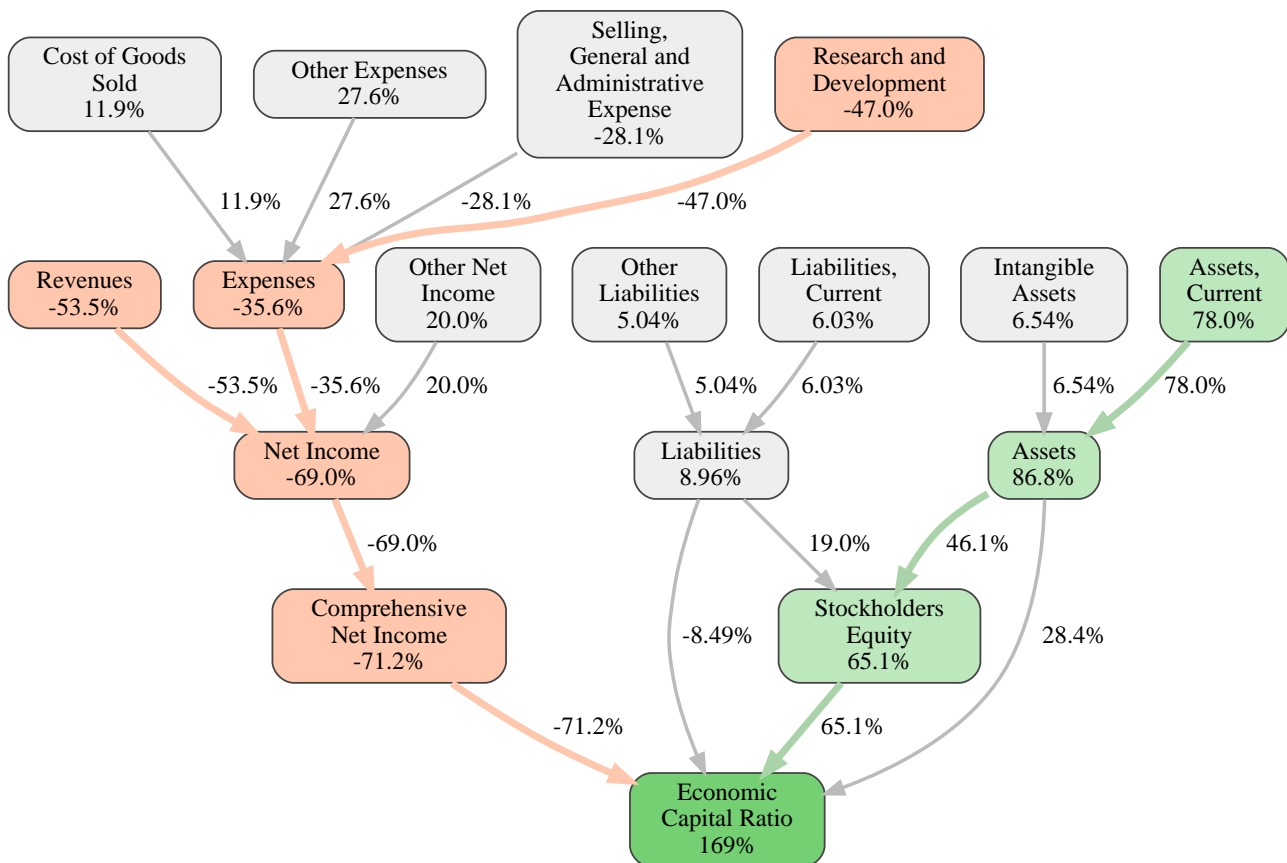 Cost of Goods
Sold
11.9%
Other Expenses
27.6%
Selling,
General and
Administrative
Expense
-28.1%
Research and
Development
-47.0%
11.9%
27.6%
-28.1%
-47.0%
Revenues
-53.5%
Expenses
-35.6%
Other Net
Income
20.0%
Other
Liabilities
5.04%
Liabilities,
Current
6.03%
Intangible
Assets
6.54%
Assets,
Current
78.0%
-53.5%
-35.6%
20.0%
5.04%
6.03%
6.54%
78.0%
Net Income
-69.0%
Liabilities
8.96%
Assets
86.8%
-69.0%
19.0%
46.1%
Comprehensive
Net Income
-71.2%
-8.49%
Stockholders
Equity
65.1%
28.4%
-71.2%
65.1%
Economic
Capital Ratio
169%